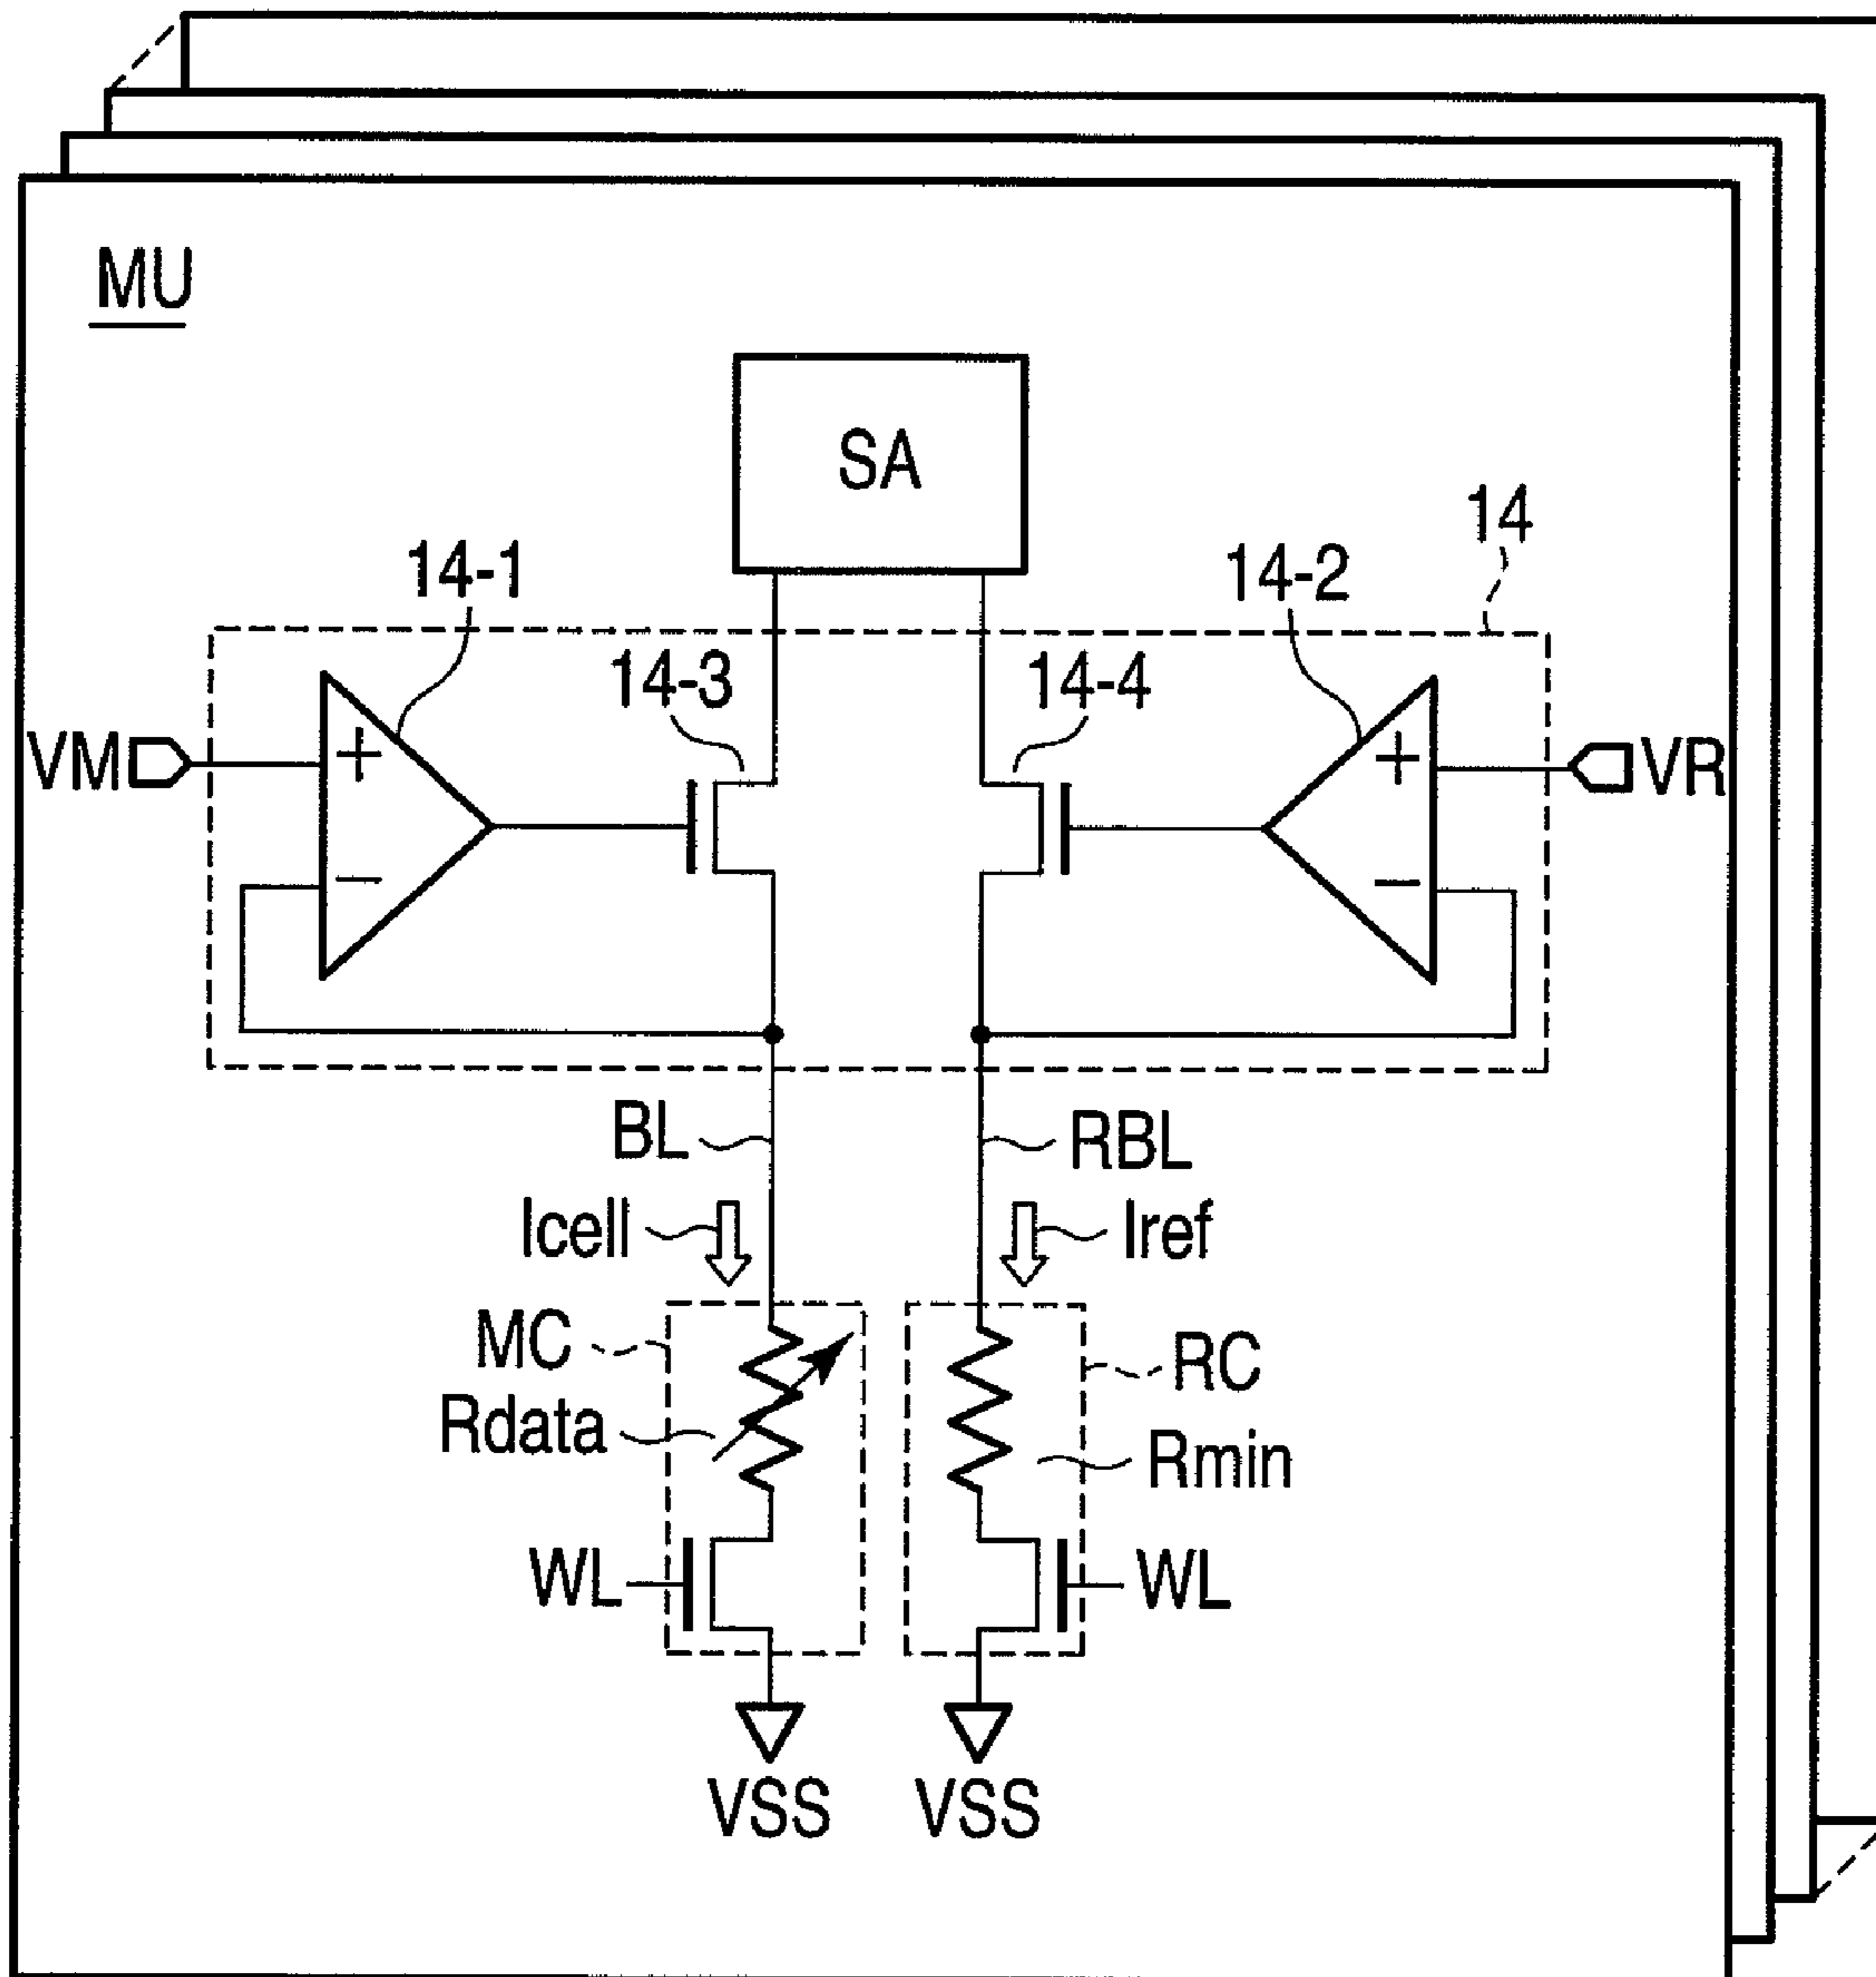 MU
SA
14
14-1
14-2
14-3
14-4
VM
+
+
VR
−
−
BL
RBL
Icell
Iref
MC
RC
Rdata
Rmin
WL
WL
VSS
VSS